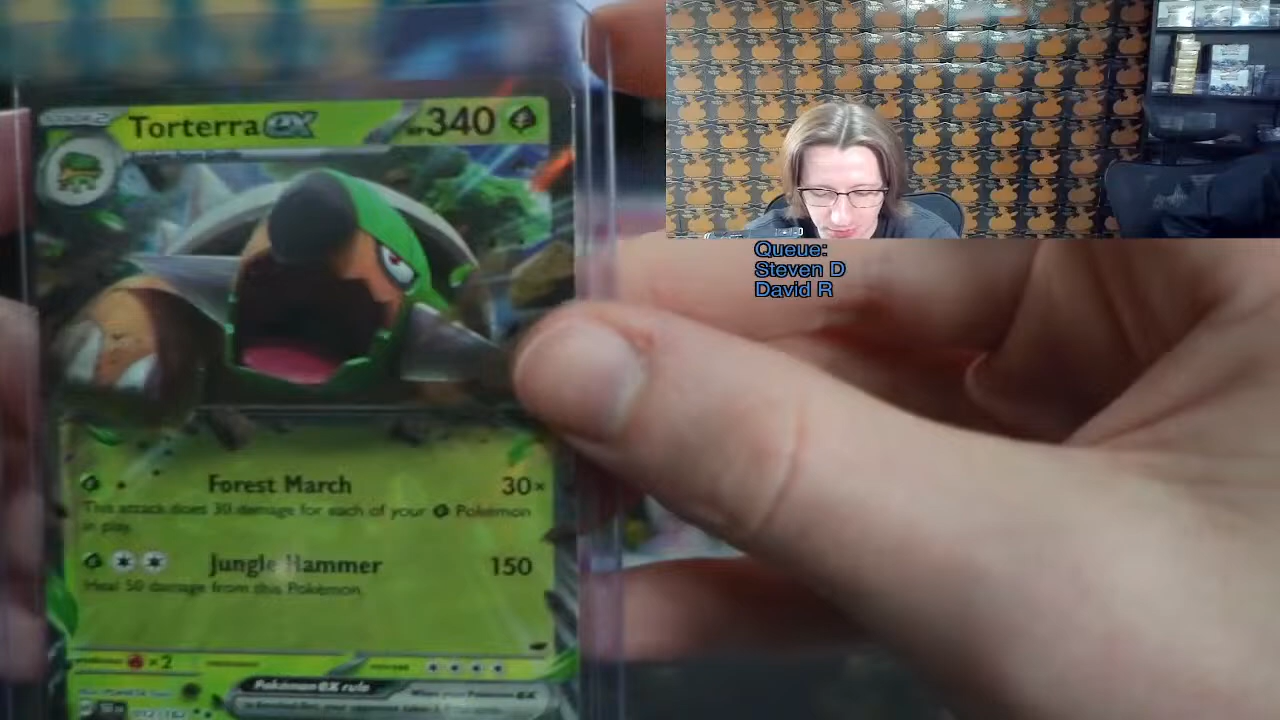 Torterra ex
340
Forest March 30×
This attack does 30 damage for each of your Pokémon
in play.
Jungle Hammer 150
Heal 50 damage from this Pokémon.
×2
Pokémon ex rule
Queue:
Steven D
David R